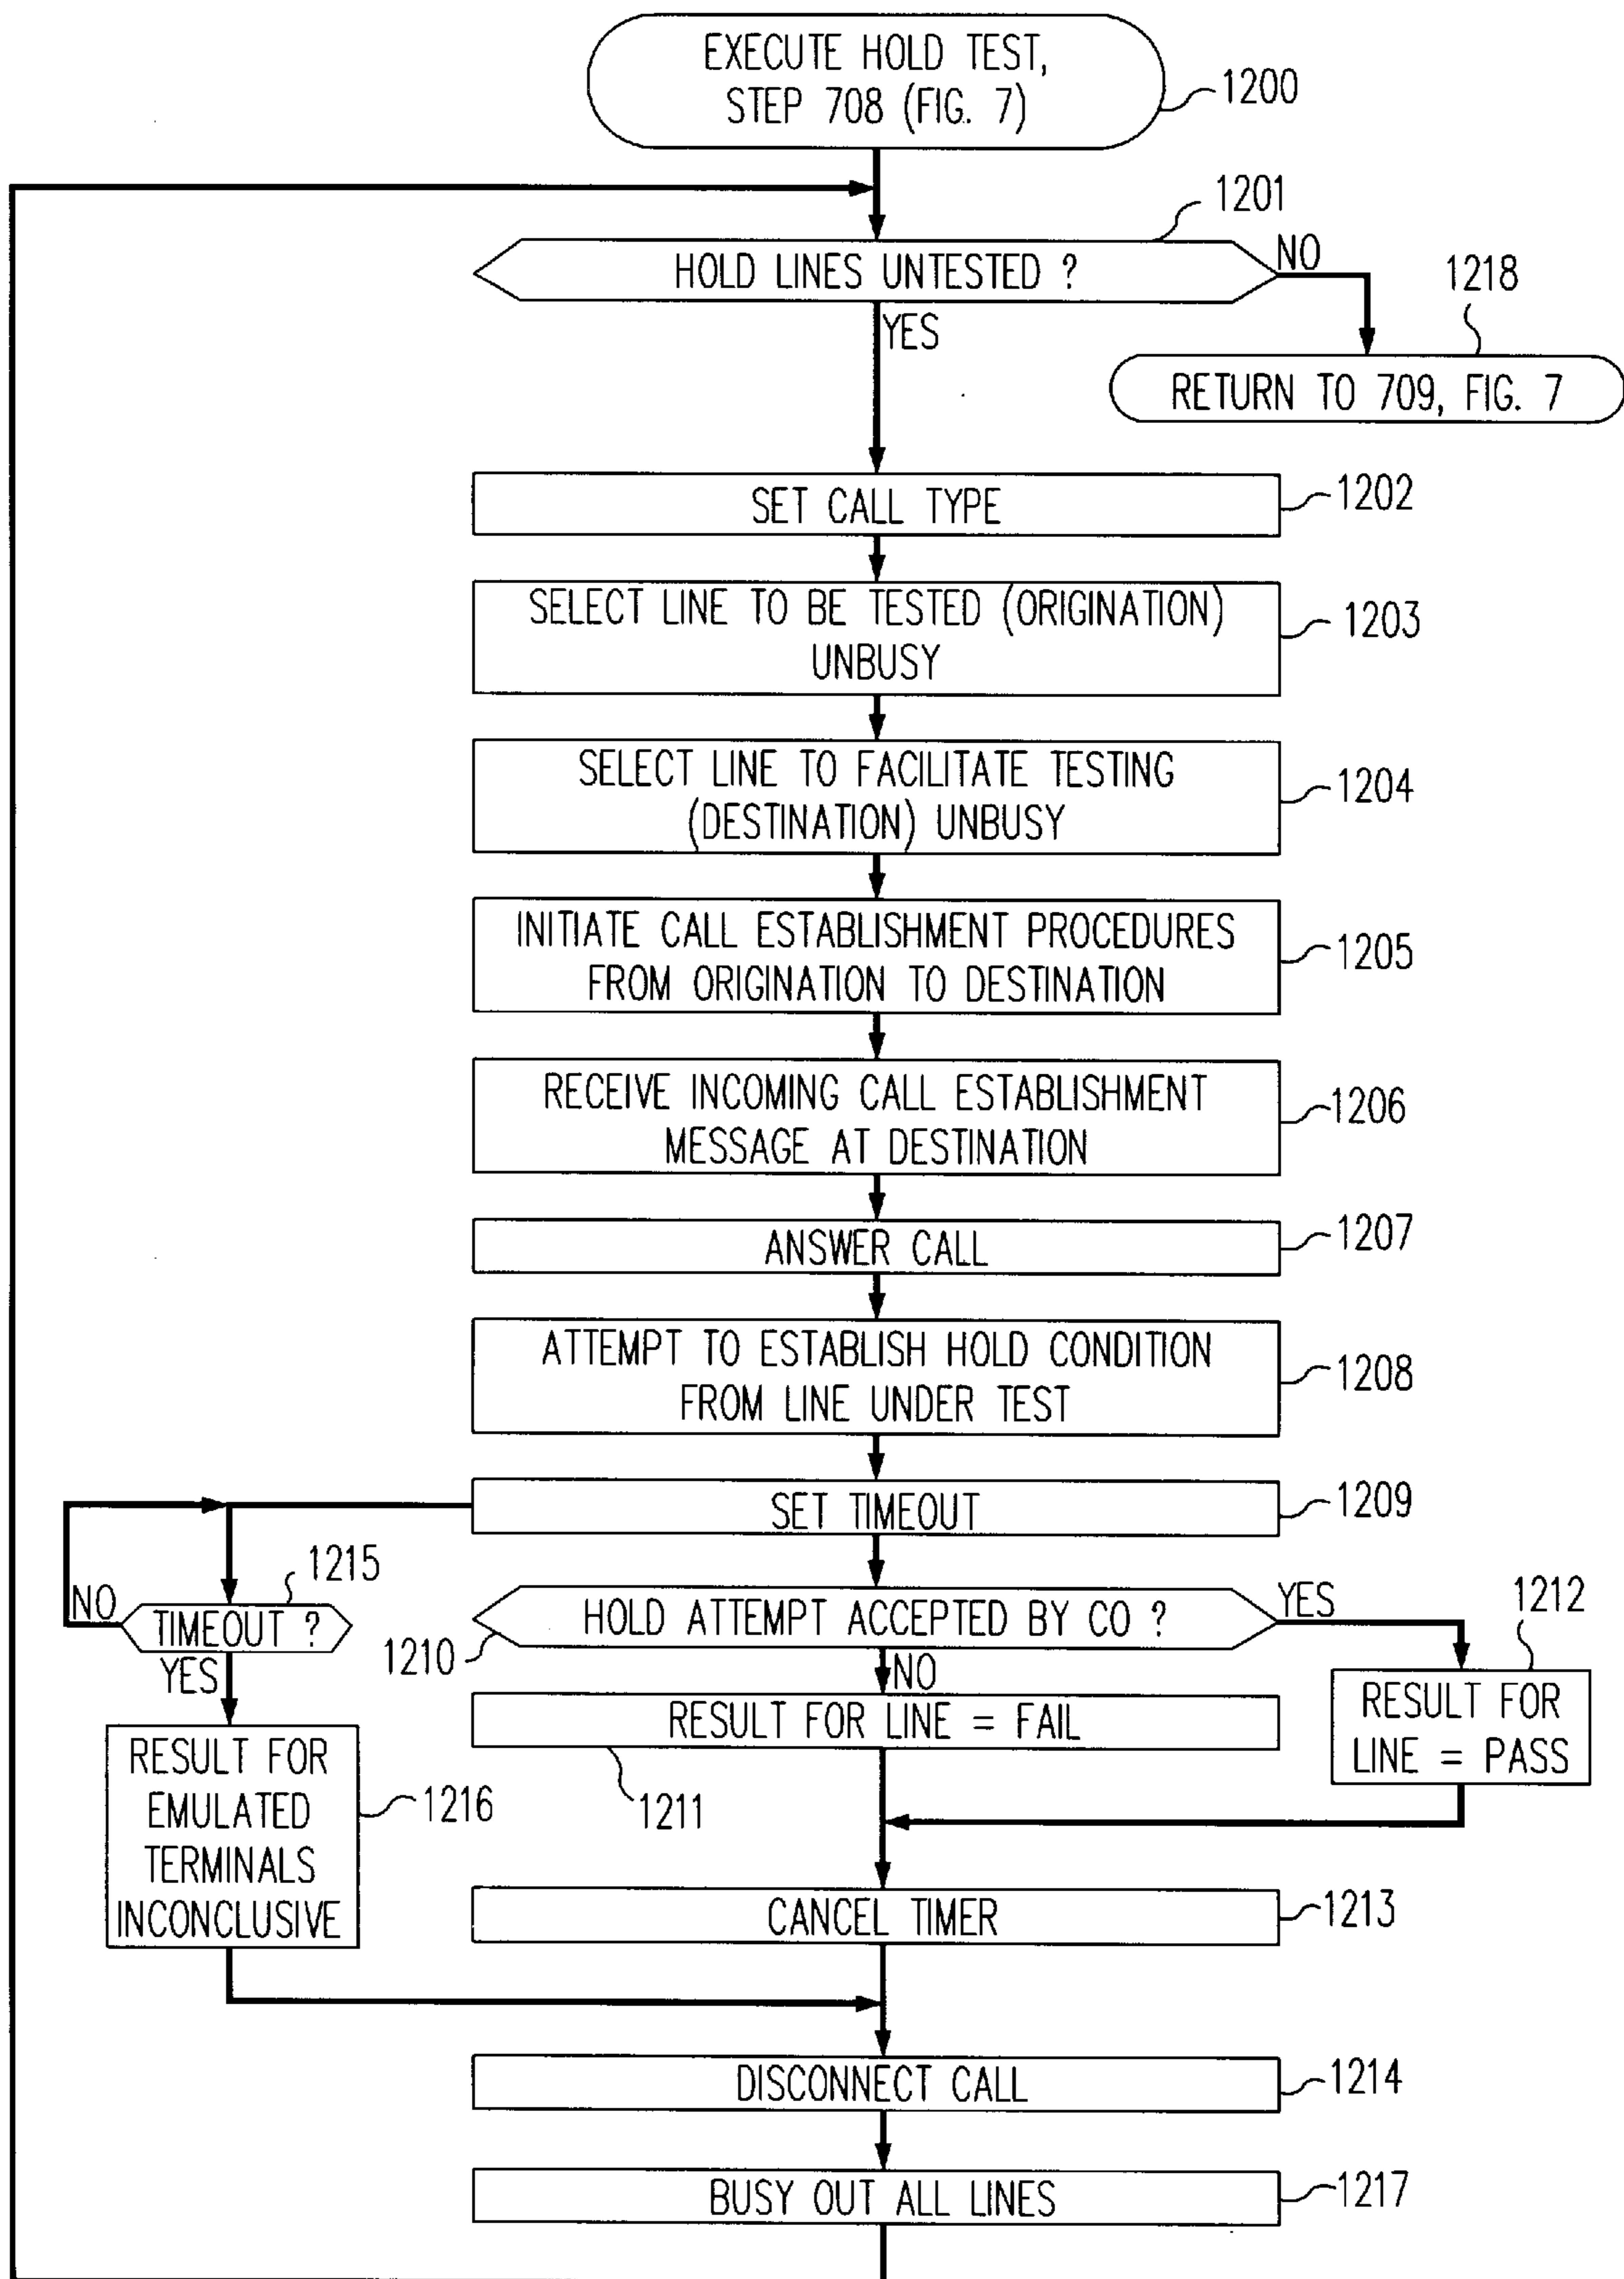 EXECUTE HOLD TEST,
STEP 708 (FIG. 7)
1200
1201
HOLD LINES UNTESTED ?
NO
1218
YES
RETURN TO 709, FIG. 7
SET CALL TYPE
1202
SELECT LINE TO BE TESTED (ORIGINATION)
UNBUSY
1203
SELECT LINE TO FACILITATE TESTING
(DESTINATION) UNBUSY
1204
INITIATE CALL ESTABLISHMENT PROCEDURES
FROM ORIGINATION TO DESTINATION
1205
RECEIVE INCOMING CALL ESTABLISHMENT
MESSAGE AT DESTINATION
1206
ANSWER CALL
1207
ATTEMPT TO ESTABLISH HOLD CONDITION
FROM LINE UNDER TEST
1208
SET TIMEOUT
1209
1215
NO
TIMEOUT ?
YES
HOLD ATTEMPT ACCEPTED BY CO ?
YES
1210
NO
1212
RESULT FOR LINE = FAIL
1211
RESULT FOR
LINE = PASS
RESULT FOR
EMULATED
TERMINALS
INCONCLUSIVE
1216
CANCEL TIMER
1213
DISCONNECT CALL
1214
BUSY OUT ALL LINES
1217